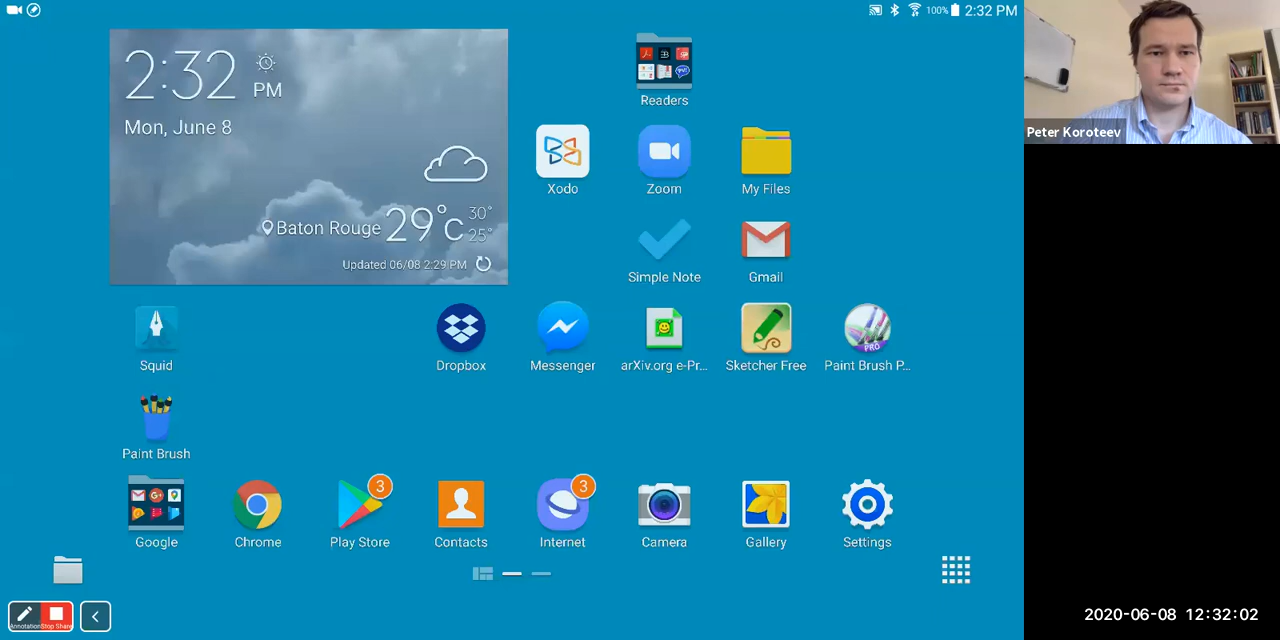 100% 2:32 PM
2:32 PM
Mon, June 8
Baton Rouge 29°C 30° 25°
Updated 06/08 2:29 PM
Readers
Xodo
Zoom
My Files
Simple Note
Gmail
Squid
Dropbox
Messenger
arXiv.org e-Pr...
Sketcher Free
Paint Brush P...
PRO
Paint Brush
3
3
Google
Chrome
Play Store
Contacts
Internet
Camera
Gallery
Settings
Annotation Stop Share
Peter Koroteev
2020-06-08 12:32:02